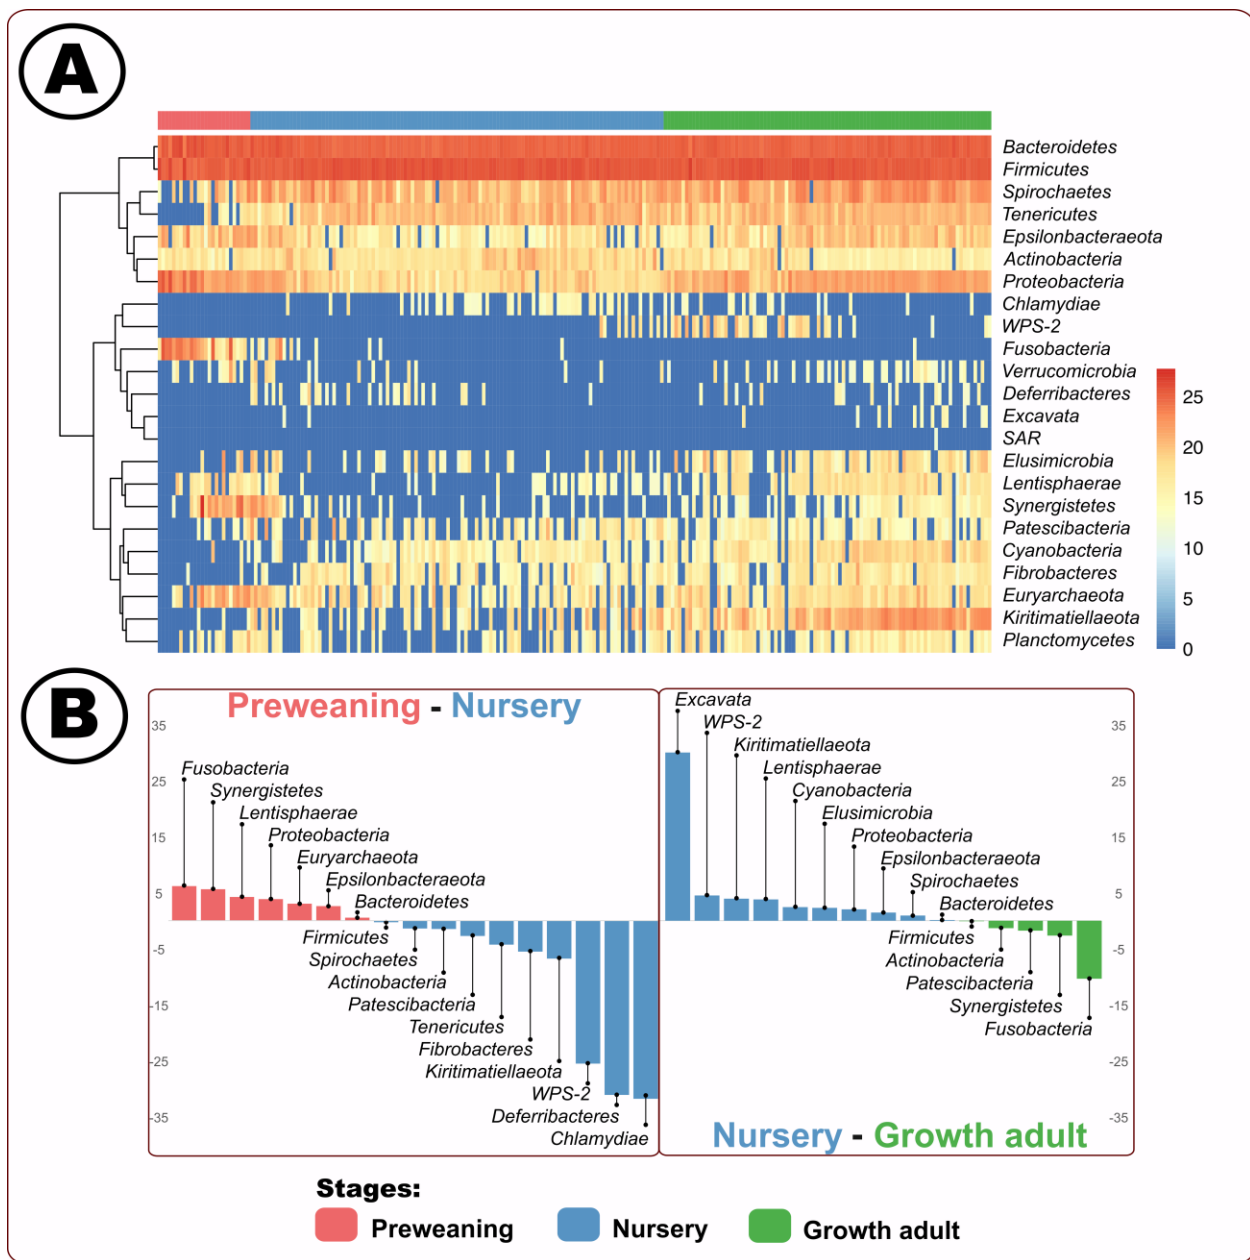 A
Bacteroidetes
Firmicutes
Spirochaetes
Tenericutes
Epsilonbacteraeota
Actinobacteria
Proteobacteria
Chlamydiae
WPS-2
Fusobacteria
Verrucomicrobia
Deferribacteres
Excavata
SAR
Elusimicrobia
Lentisphaerae
Synergistetes
Patescibacteria
Cyanobacteria
Fibrobacteres
Euryarchaeota
Kiritimatiellaeota
Planctomycetes
25
20
15
10
5
0
B
Preweaning - Nursery
35
25
15
5
-5
-15
-25
-35
Fusobacteria
Synergistetes
Lentisphaerae
Proteobacteria
Euryarchaeota
Epsilonbacteraeota
Bacteroidetes
Firmicutes
Spirochaetes
Actinobacteria
Patescibacteria
Tenericutes
Fibrobacteres
Kiritimatiellaeota
WPS-2
Deferribacteres
Chlamydiae
Excavata
WPS-2
Kiritimatiellaeota
Lentisphaerae
Cyanobacteria
Elusimicrobia
Proteobacteria
Epsilonbacteraeota
Spirochaetes
Bacteroidetes
Firmicutes
Actinobacteria
Patescibacteria
Synergistetes
Fusobacteria
35
25
15
5
-5
-15
-25
-35
Nursery - Growth adult
Stages:
Preweaning
Nursery
Growth adult